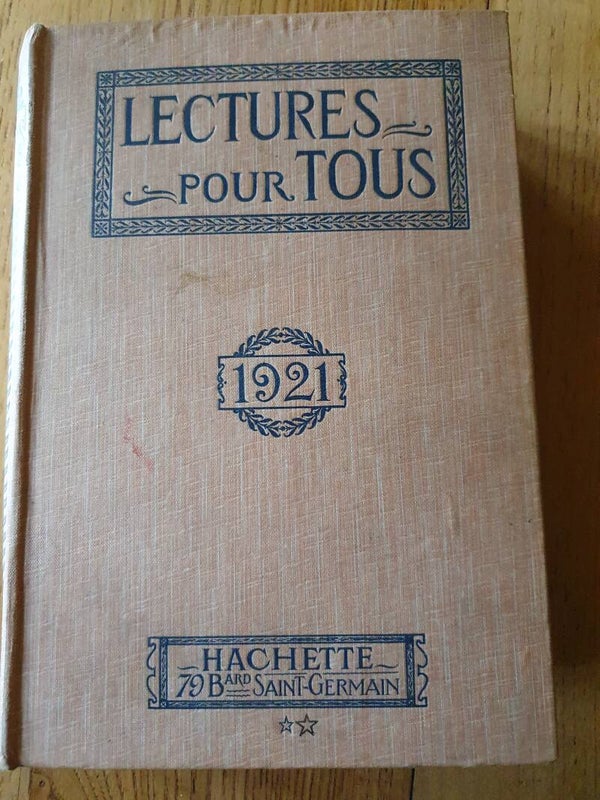 LECTURES
POUR TOUS
1921
HACHETTE
79 BARD SAINT-GERMAIN